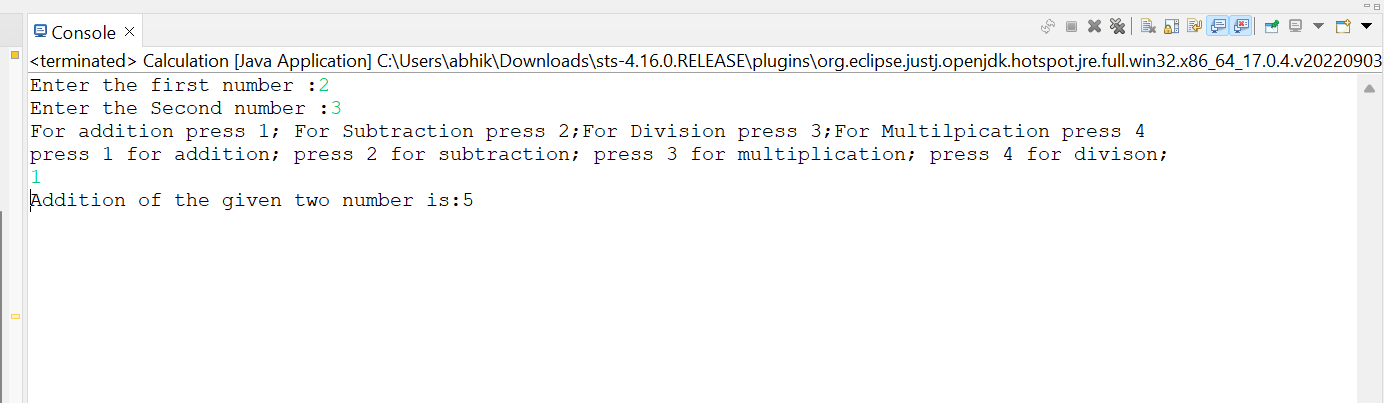 Console
<terminated> Calculation [Java Application] C:\Users\abhik\Downloads\sts-4.16.0.RELEASE\plugins\org.eclipse.justj.openjdk.hotspot.jre.full.win32.x86_64_17.0.4.v20220903
Enter the first number :2
Enter the Second number :3
For addition press 1; For Subtraction press 2;For Division press 3;For Multilpication press 4
press 1 for addition; press 2 for subtraction; press 3 for multiplication; press 4 for divison;
1
Addition of the given two number is:5